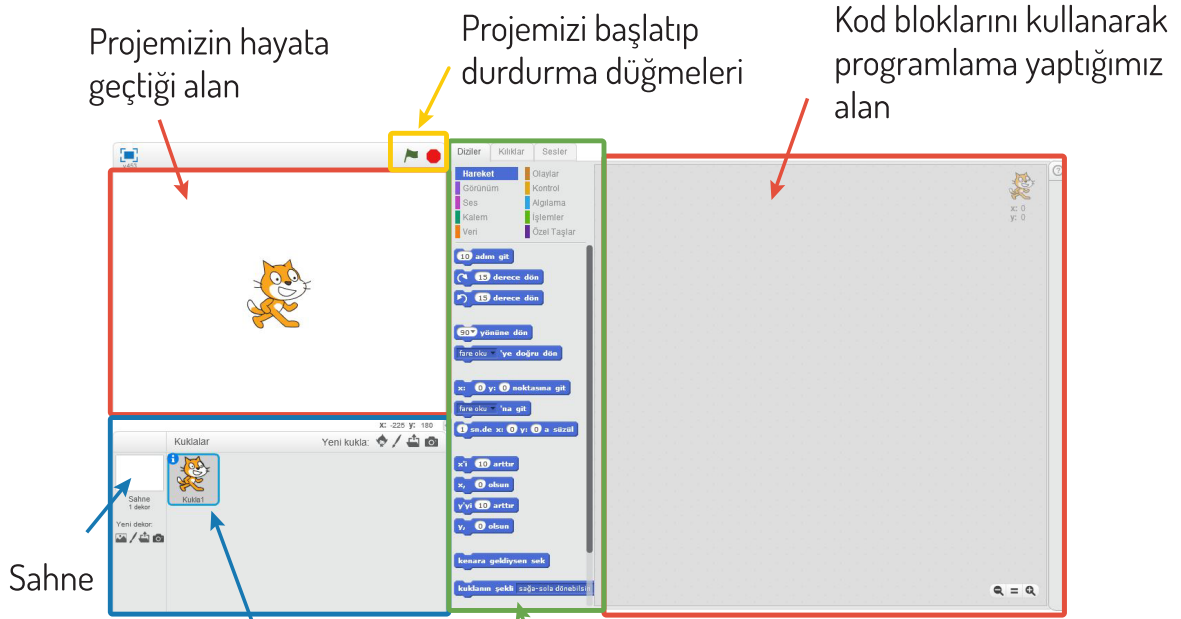 Projemizin hayata
geçtiği alan
Projemizi başlatıp
durdurma düğmeleri
Kod bloklarını kullanarak
programlama yaptığımız
alan
v453
Diziler Kılıklar Sesler
Hareket Olaylar
Görünüm Kontrol
Ses Algılama
Kalem İşlemler
Veri Özel Taşlar
10 adım git
15 derece dön
15 derece dön
90 yönüne dön
fare oku 'ye doğru dön
x: 0 y: 0 noktasına git
fare oku 'na git
1 sn.de x: 0 y: 0 a süzül
x'i 10 arttır
x, 0 olsun
y'yi 10 arttır
y, 0 olsun
kenara geldiysen sek
kuklanın şekli sağa-sola dönebilsin
?
x: 0
y: 0
X: -225 y: 180
Kuklalar Yeni kukla:
Sahne
1 dekor
Kukla1
Yeni dekor:
Sahne